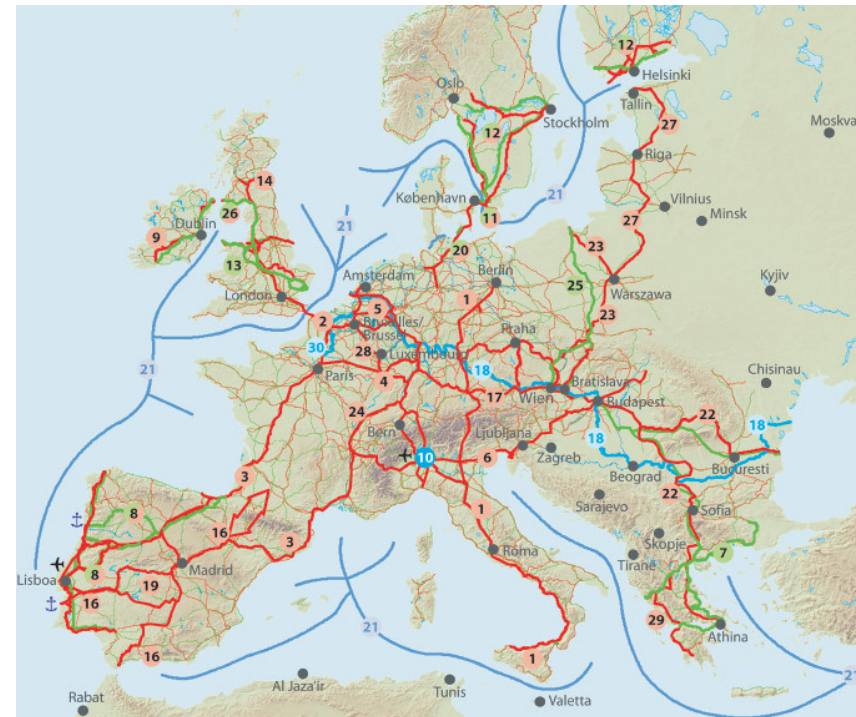 12
Helsinki
Oslo
Tallin
Stockholm
12
27
Moskva
14
Riga
26
København
21
Vilnius
Dublin
11
Minsk
9
21
27
20
23
13
Amsterdam
Berlin
25
London
5
1
Warszawa
Kyjiv
2
Bruxelles/
Brussel
23
30
28
Praha
Luxembourg
Paris
18
Chisinau
21
4
Bratislava
17
Wien
Budapest
24
22
18
Bern
Ljubljana
18
10
6
Zagreb
Bucuresti
3
Beograd
22
8
1
Sarajevo
Sofia
16
3
Skopje
Roma
7
Lisboa
8
19
Madrid
Tiranë
16
21
29
Athina
16
1
21
Al Jaza'ir
Tunis
Rabat
Valetta